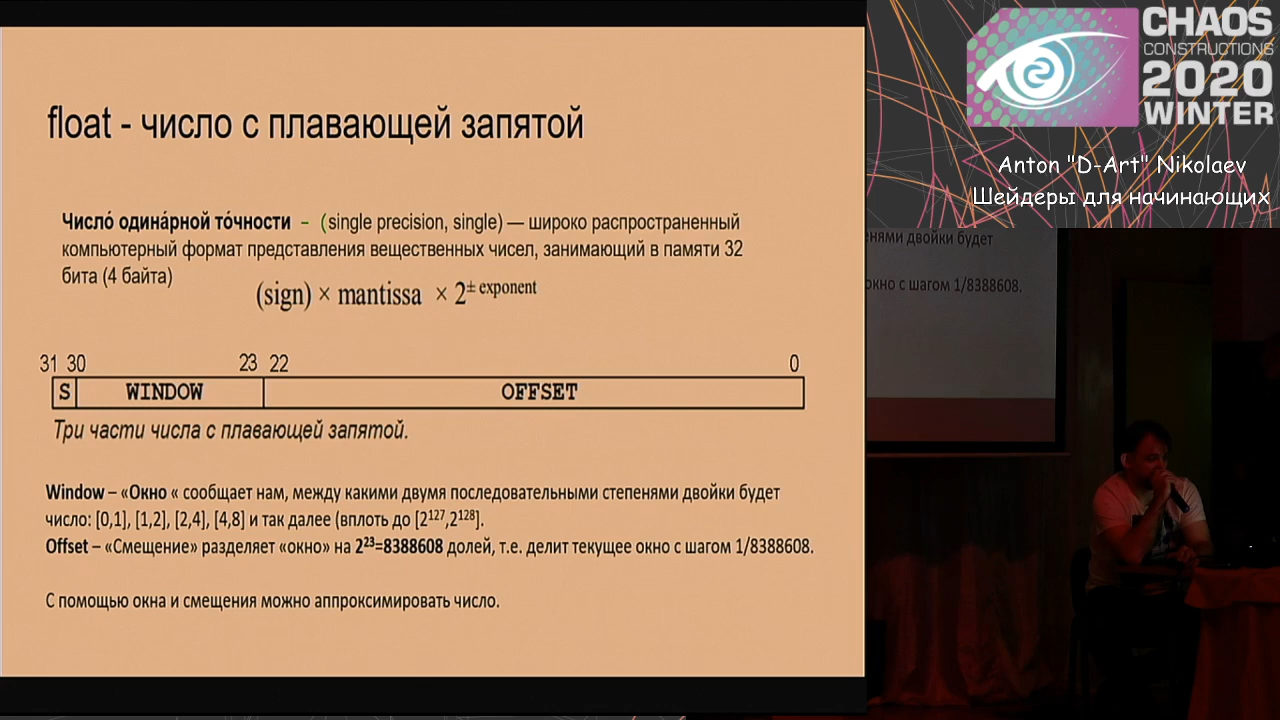 float - число с плавающей запятой
Число́ одина́рной то́чности – (single precision, single) — широко распространенный
компьютерный формат представления вещественных чисел, занимающий в памяти 32
бита (4 байта)
(sign) × mantissa × 2± exponent
31 30 23 22 0
S WINDOW OFFSET
Три части числа с плавающей запятой.
Window – «Окно « сообщает нам, между какими двумя последовательными степенями двойки будет
число: [0,1], [1,2], [2,4], [4,8] и так далее (вплоть до [2¹²⁷,2¹²⁸].
Offset – «Смещение» разделяет «окно» на 2²³=8388608 долей, т.е. делит текущее окно с шагом 1/8388608.
С помощью окна и смещения можно аппроксимировать число.
CHAOS
CONSTRUCTIONS
2020
WINTER
Anton "D-Art" Nikolaev
Шейдеры для начинающих
двойки будет
окно с шагом 1/8388608.